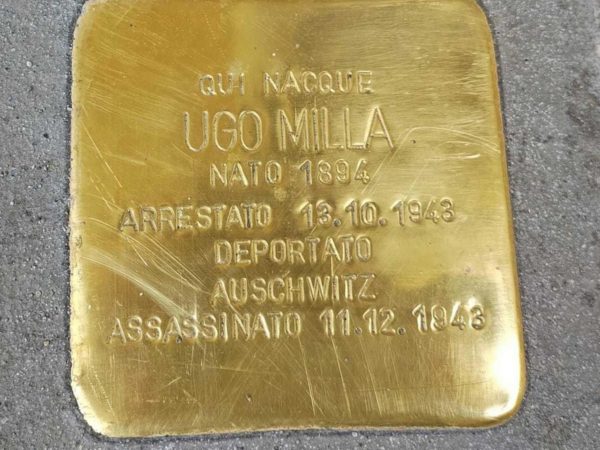 QUI NACQUE
UGO MILLA
NATO 1894
ARRESTATO 13.10.1943
DEPORTATO
AUSCHWITZ
ASSASSINATO 11.12.1943